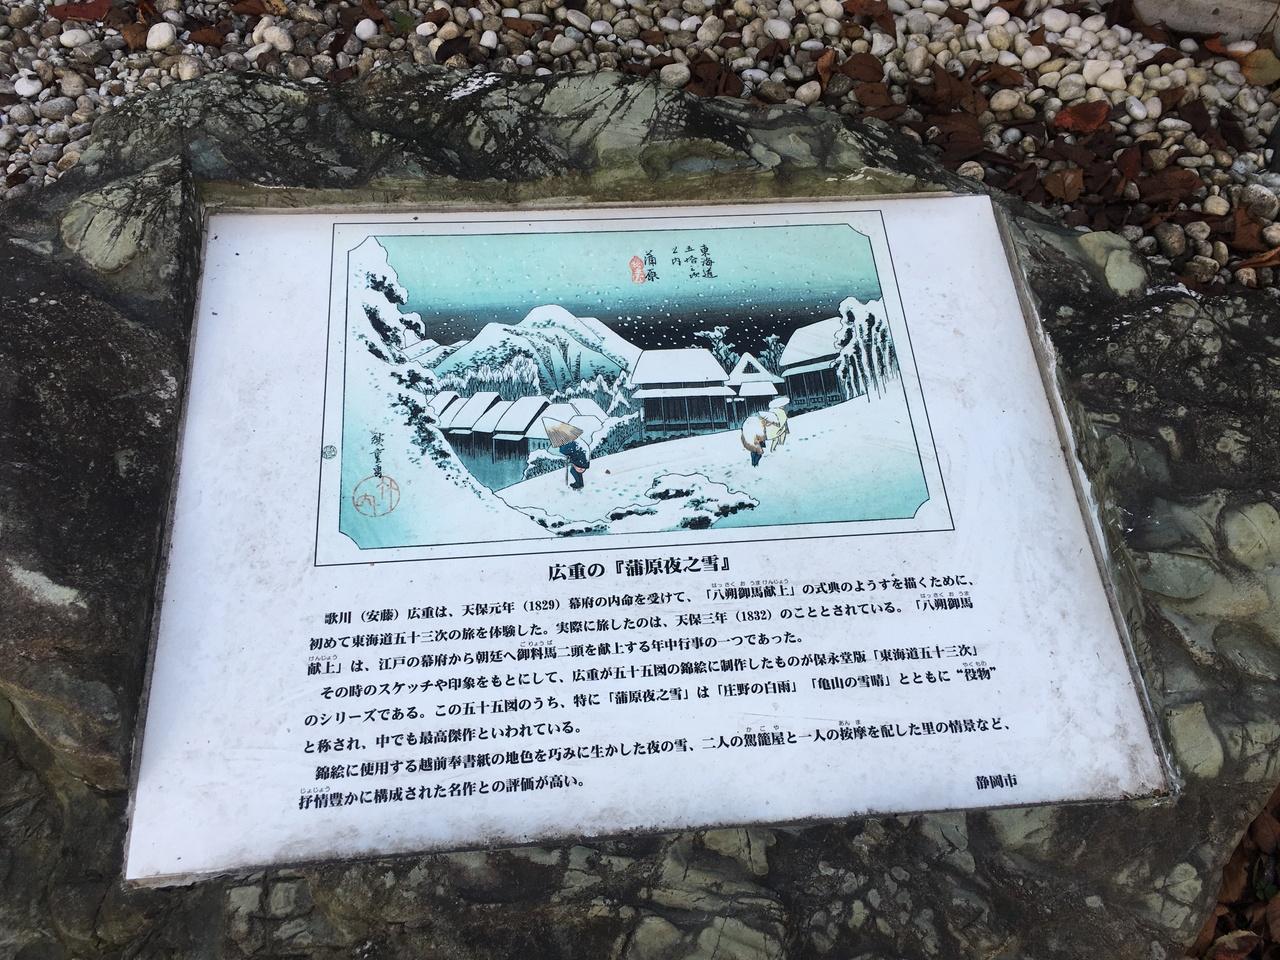 東海道
五拾三次
之内
蒲原
広重の『蒲原夜之雪』
歌川（安藤）広重は、天保元年（1829）幕府の内命を受けて、「八朔御馬献上」の式典のようすを描くために、
初めて東海道五十三次の旅を体験した。実際に旅したのは、天保三年（1832）のこととされている。「八朔御馬
献上」は、江戸の幕府から朝廷へ御料馬二頭を献上する年中行事の一つであった。
その時のスケッチや印象をもとにして、広重が五十五図の錦絵に制作したものが保永堂版「東海道五十三次」
のシリーズである。この五十五図のうち、特に「蒲原夜之雪」は「庄野の白雨」「亀山の雪晴」とともに“役物”
と称され、中でも最高傑作といわれている。
錦絵に使用する越前奉書紙の地色を巧みに生かした夜の雪、二人の駕籠屋と一人の按摩を配した里の情景など、
抒情豊かに構成された名作との評価が高い。
静岡市